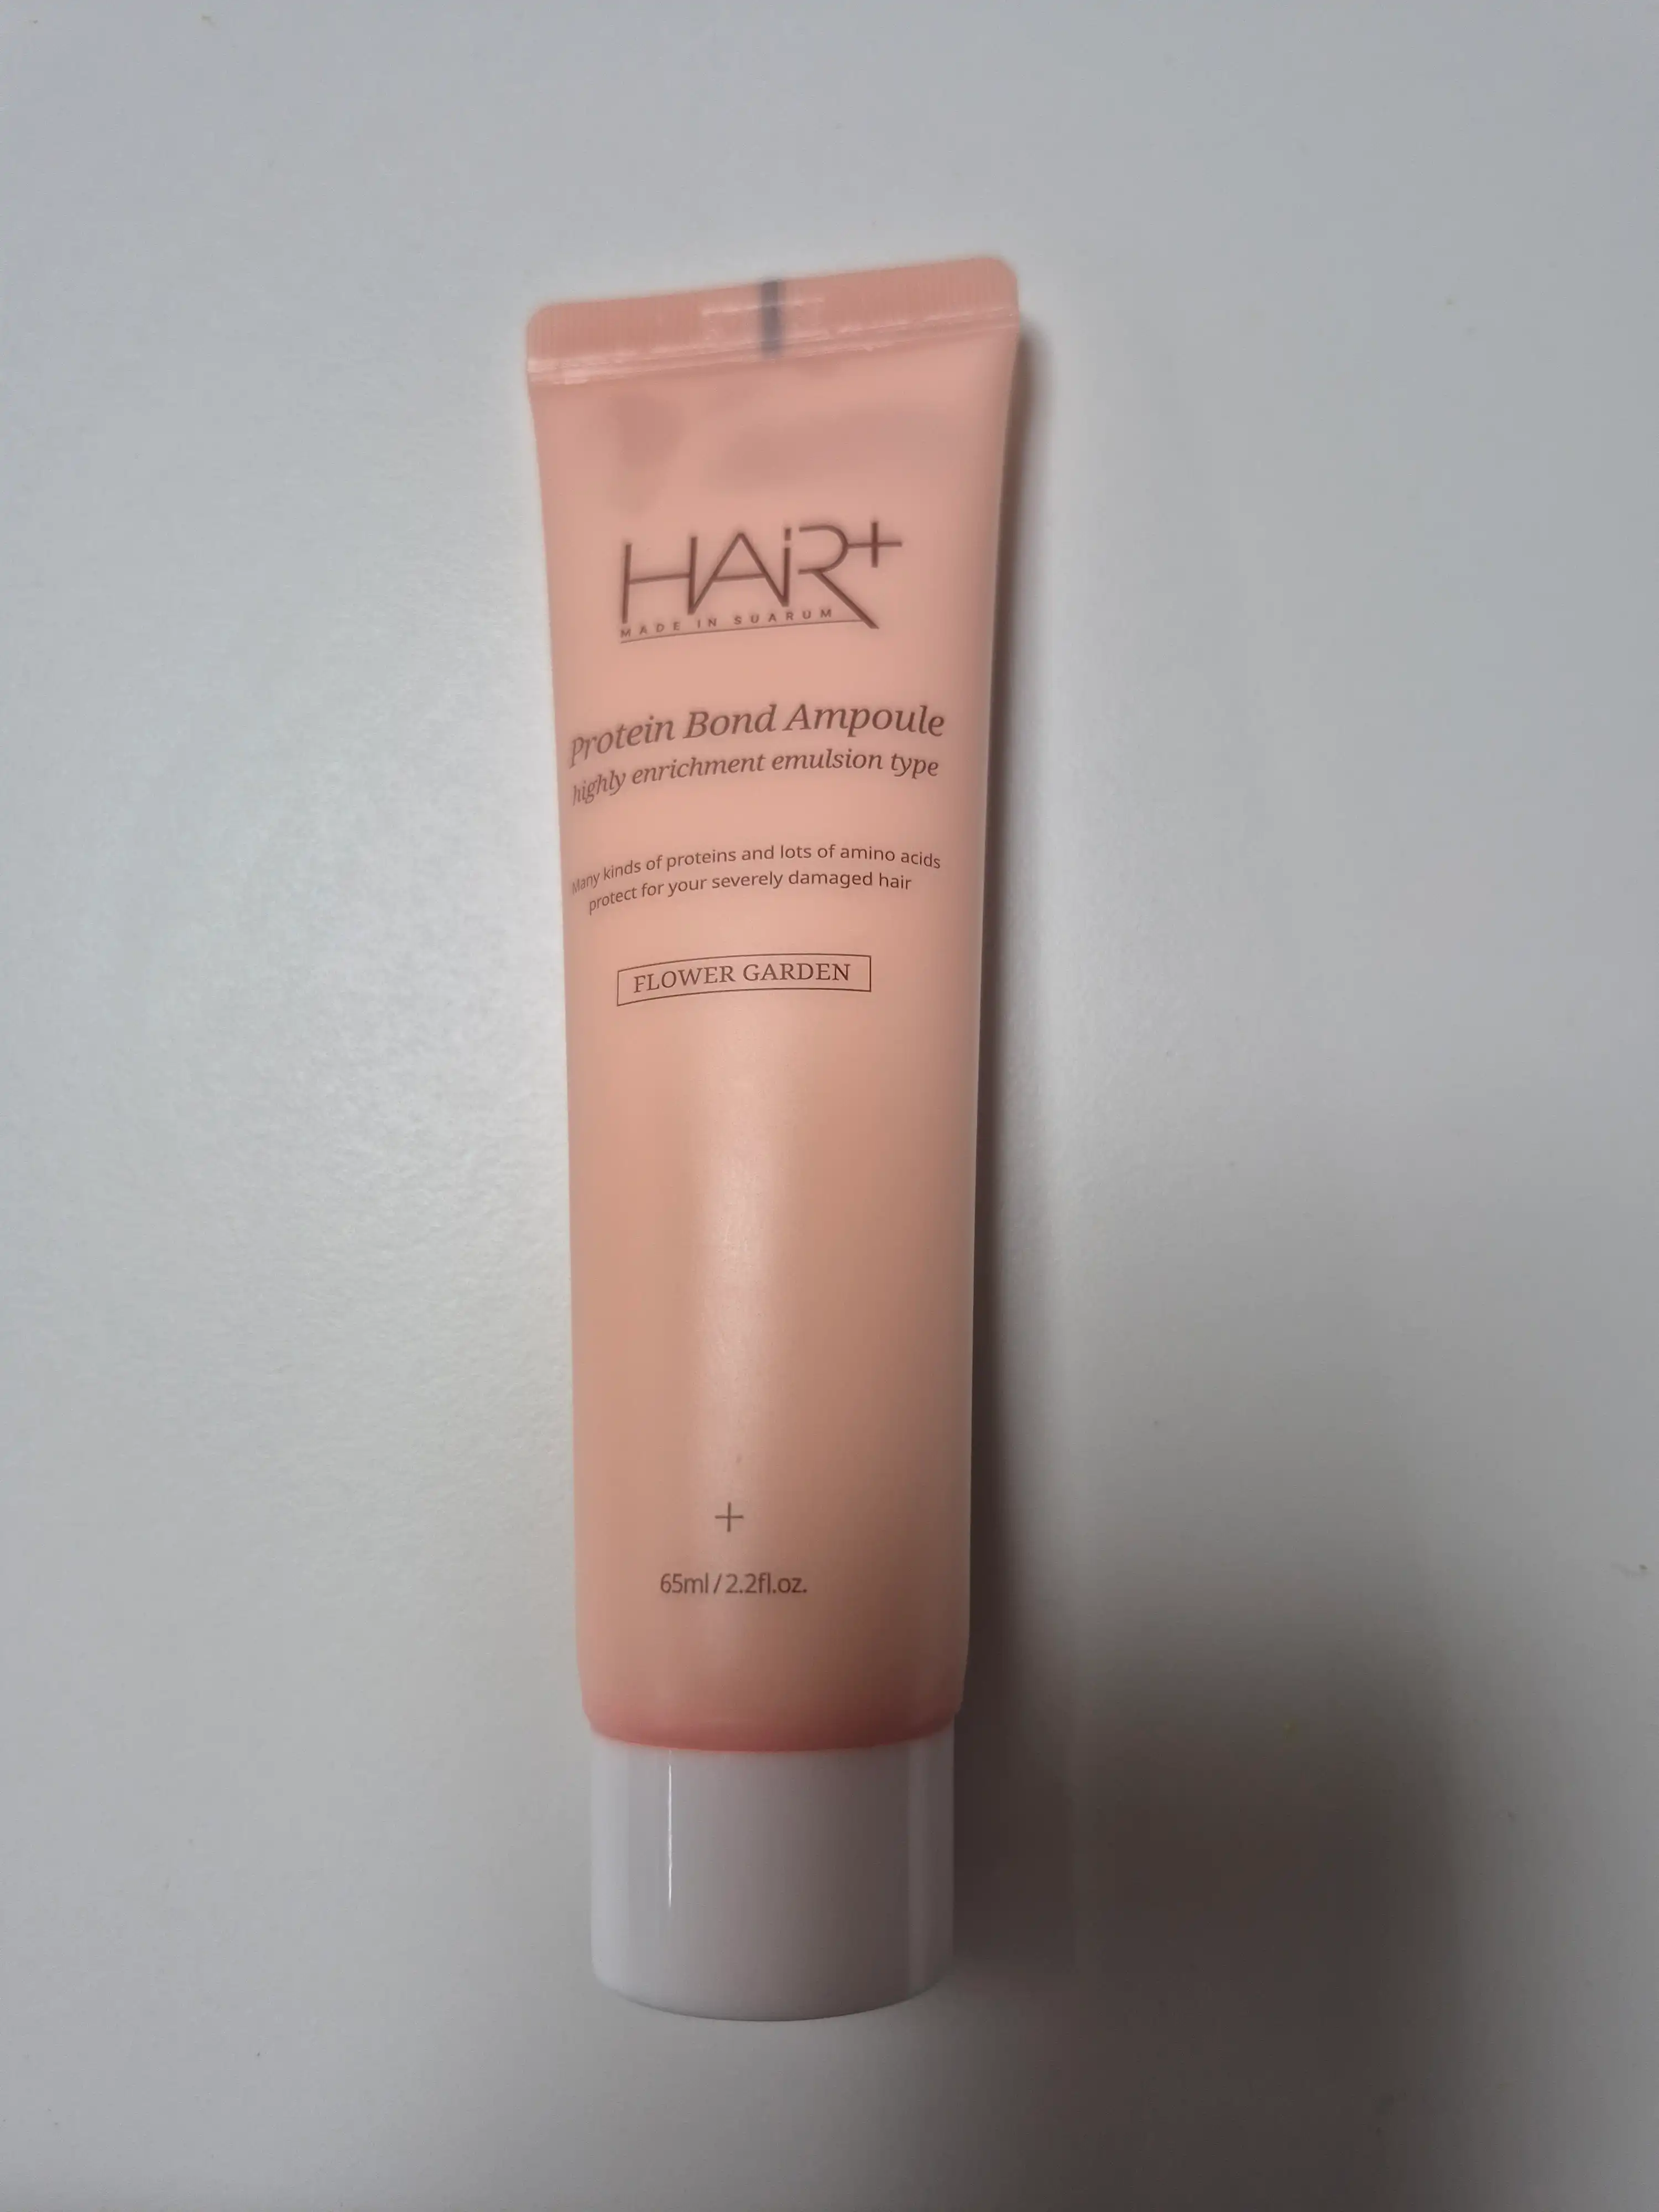 HAiR+
MADE IN SUARUM
Protein Bond Ampoule
highly enrichment emulsion type
Many kinds of proteins and lots of amino acids
protect for your severely damaged hair
FLOWER GARDEN
+
65ml/2.2fl.oz.